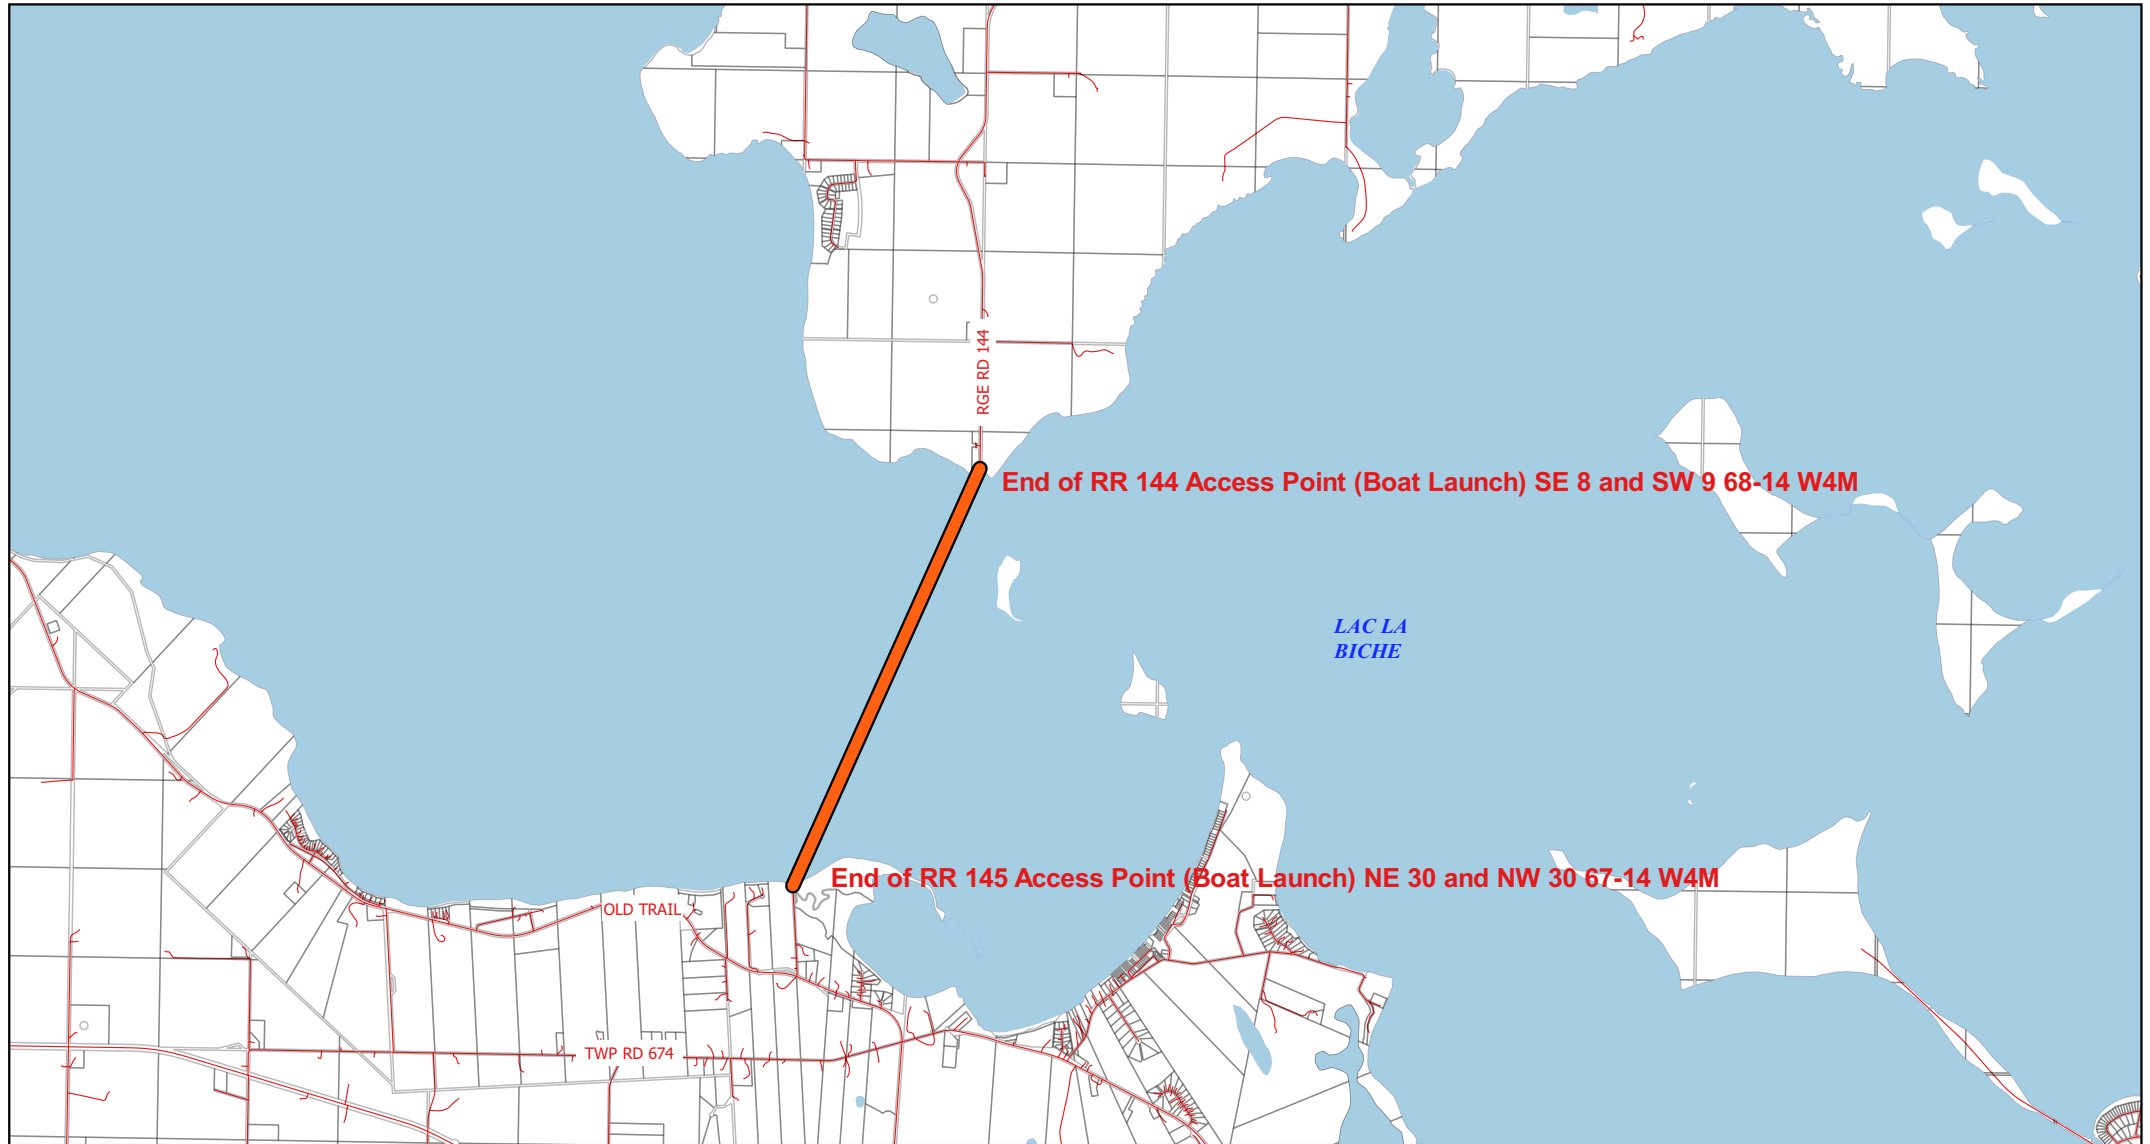 RGE RD 144
End of RR 144 Access Point (Boat Launch) SE 8 and SW 9 68-14 W4M
LAC LA
BICHE
End of RR 145 Access Point (Boat Launch) NE 30 and NW 30 67-14 W4M
OLD TRAIL
TWP RD 674